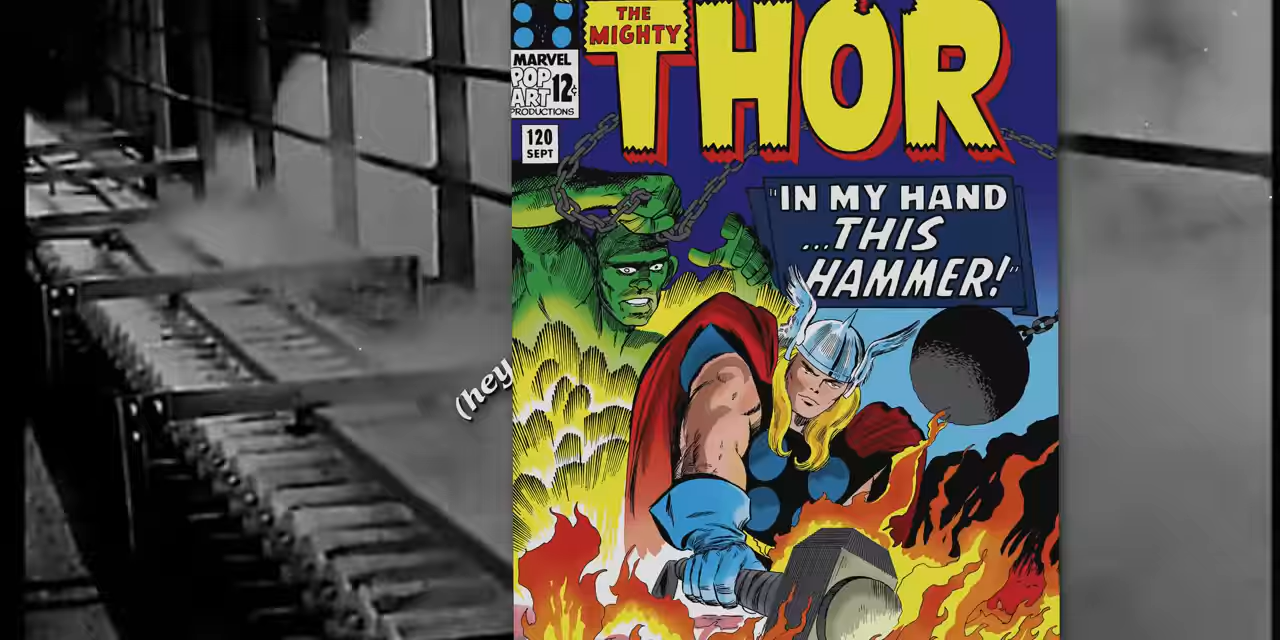 (hey
THE
MIGHTY
THOR
MARVEL
POP
ART 12¢
PRODUCTIONS
120
SEPT
"IN MY HAND
...THIS
HAMMER!"